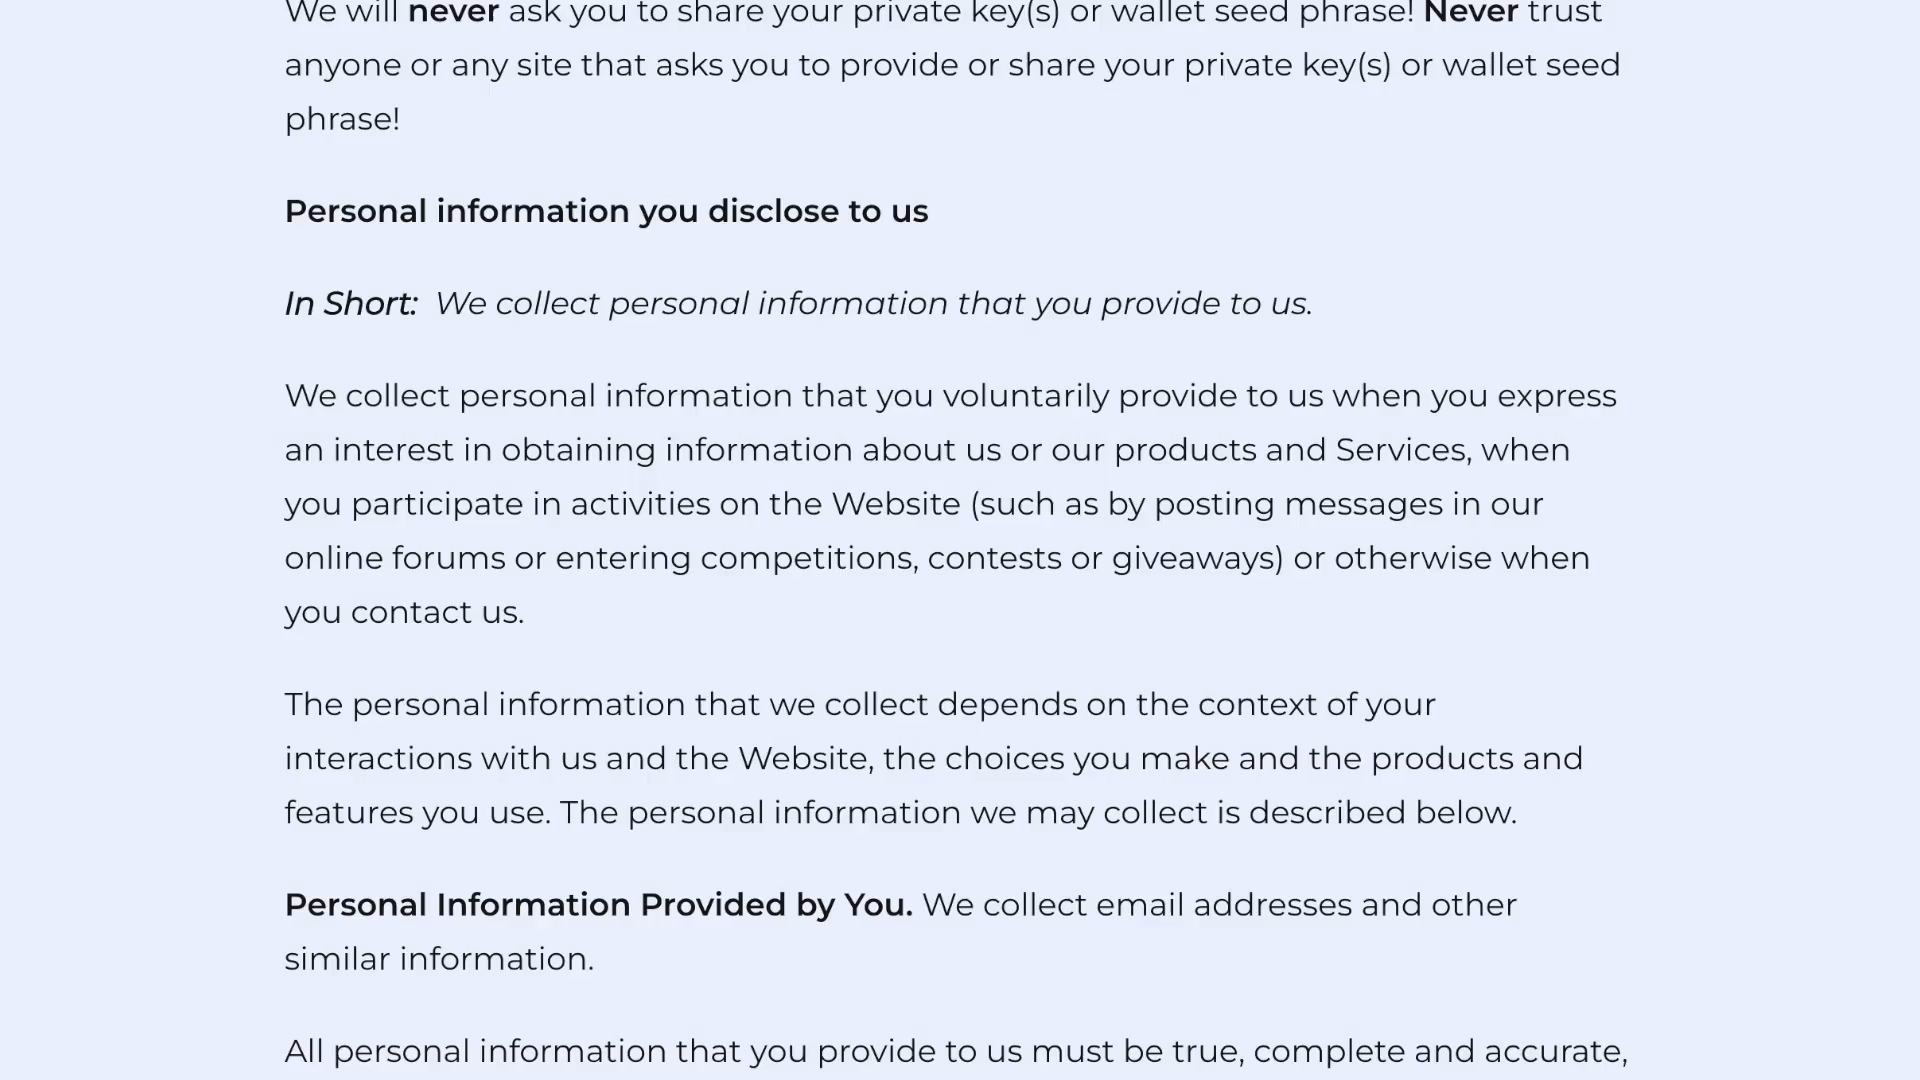 We will never ask you to share your private key(s) or wallet seed phrase! Never trust
anyone or any site that asks you to provide or share your private key(s) or wallet seed
phrase!
Personal information you disclose to us
In Short: We collect personal information that you provide to us.
We collect personal information that you voluntarily provide to us when you express
an interest in obtaining information about us or our products and Services, when
you participate in activities on the Website (such as by posting messages in our
online forums or entering competitions, contests or giveaways) or otherwise when
you contact us.
The personal information that we collect depends on the context of your
interactions with us and the Website, the choices you make and the products and
features you use. The personal information we may collect is described below.
Personal Information Provided by You. We collect email addresses and other
similar information.
All personal information that you provide to us must be true, complete and accurate,